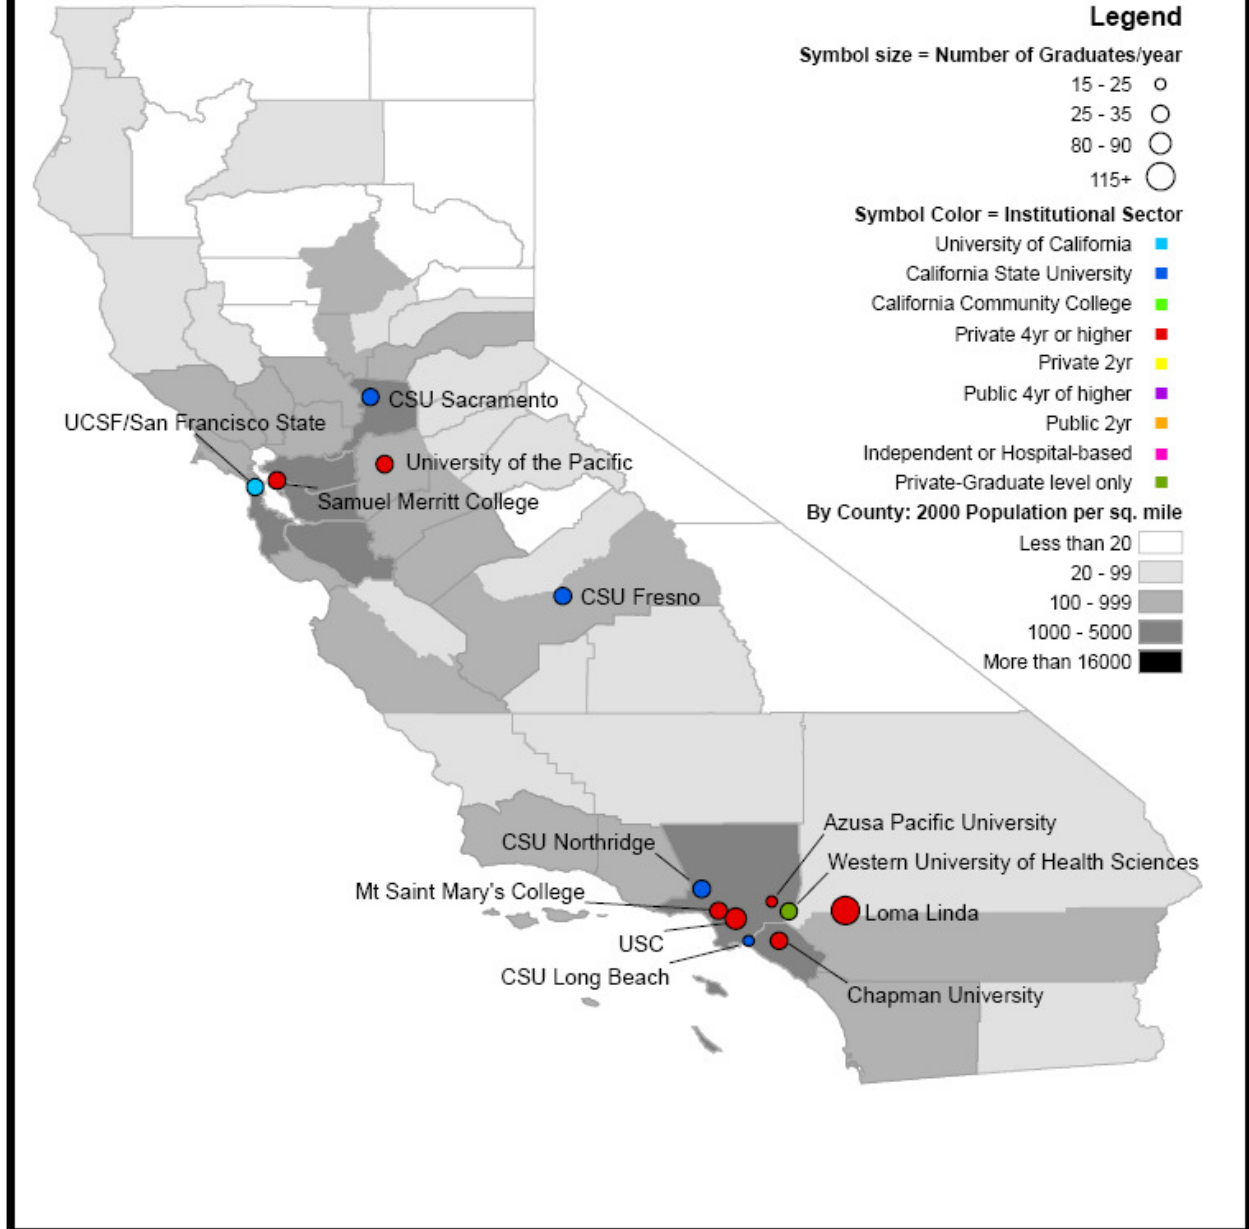 Legend
Symbol size = Number of Graduates/year
15 - 25
25 - 35
80 - 90
115+
Symbol Color = Institutional Sector
University of California
California State University
California Community College
Private 4yr or higher
Private 2yr
Public 4yr of higher
Public 2yr
Independent or Hospital-based
Private-Graduate level only
By County: 2000 Population per sq. mile
Less than 20
20 - 99
100 - 999
1000 - 5000
More than 16000
CSU Sacramento
UCSF/San Francisco State
University of the Pacific
Samuel Merritt College
CSU Fresno
Azusa Pacific University
CSU Northridge
Western University of Health Sciences
Mt Saint Mary's College
Loma Linda
USC
CSU Long Beach
Chapman University